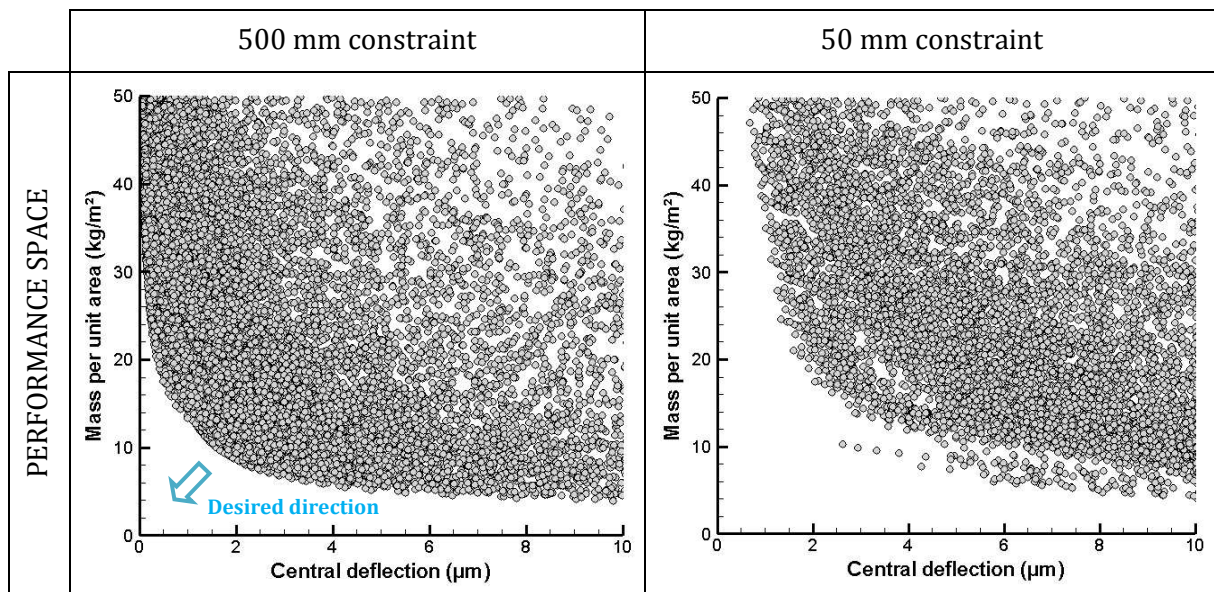 500 mm constraint
50 mm constraint
PERFORMANCE SPACE
Mass per unit area (kg/m²)
50
40
30
20
10
0
Desired direction
0 2 4 6 8 10
Central deflection (µm)
Mass per unit area (kg/m²)
50
40
30
20
10
0
2 4 6 8 10
Central deflection (µm)